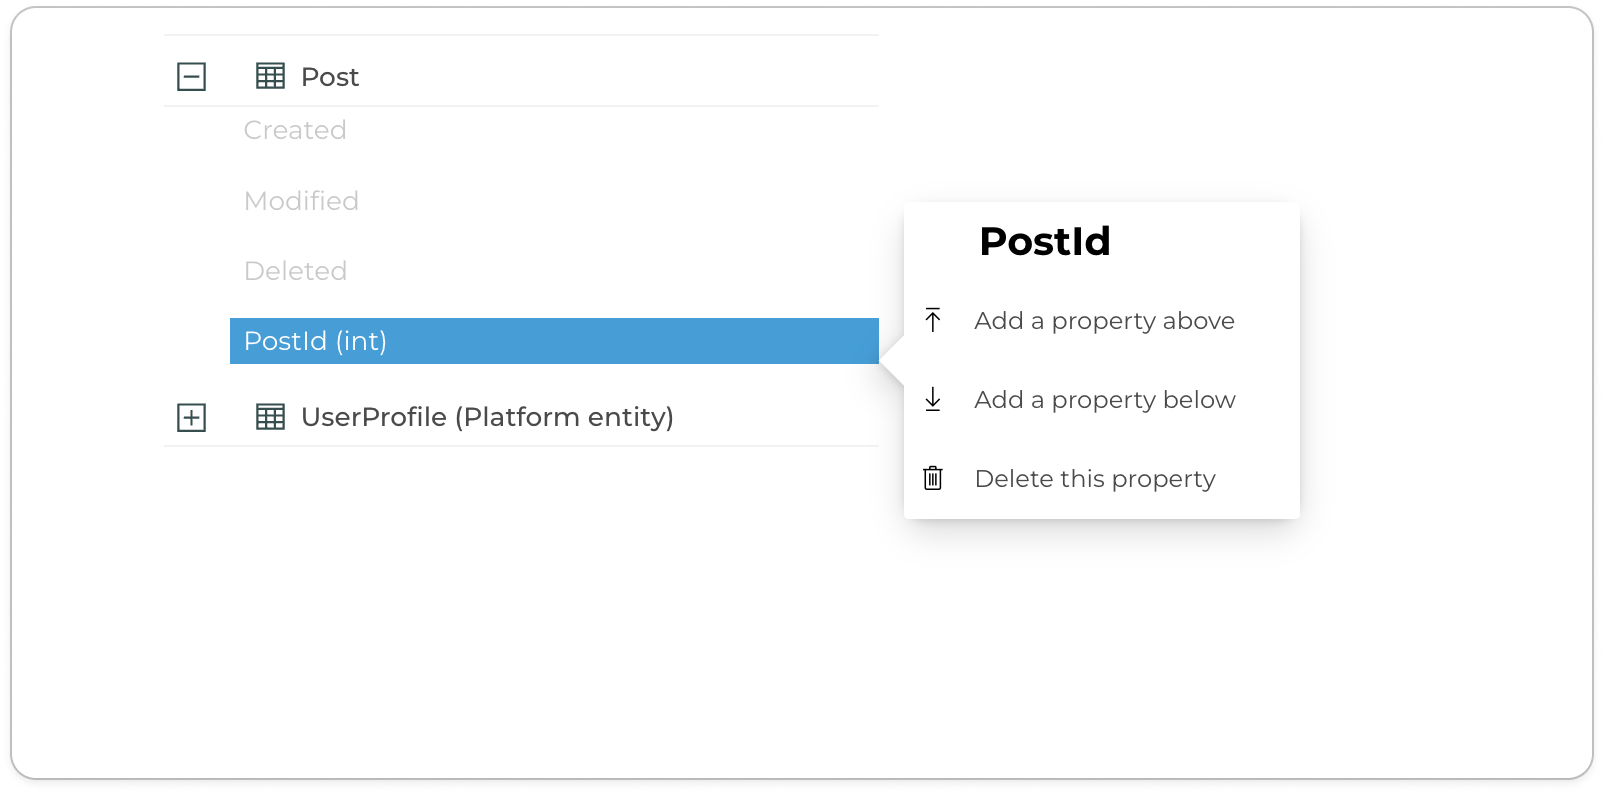 Post
Created
Modified
Deleted
PostId (int)
UserProfile (Platform entity)
PostId
Add a property above
Add a property below
Delete this property